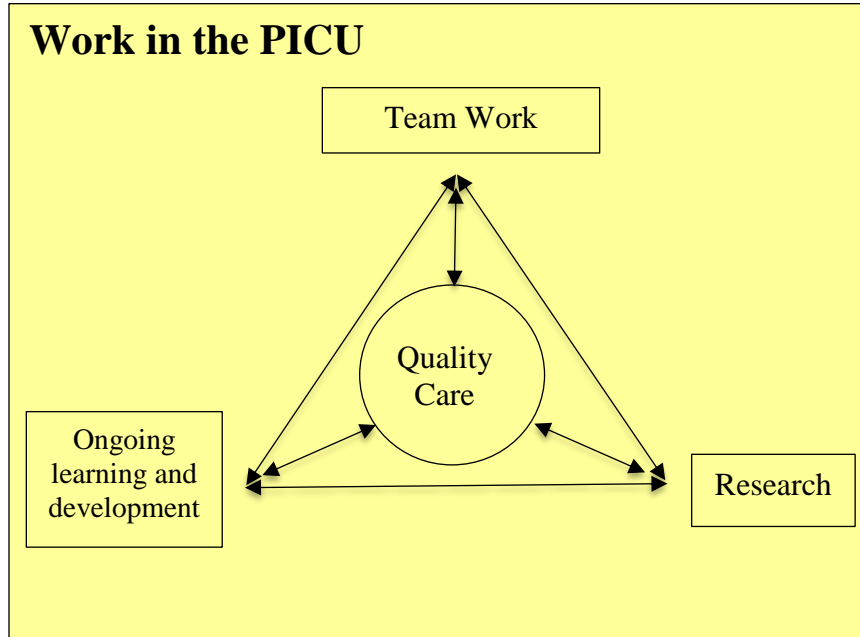 Work in the PICU
Team Work
Quality
Care
Ongoing
learning and
development
Research